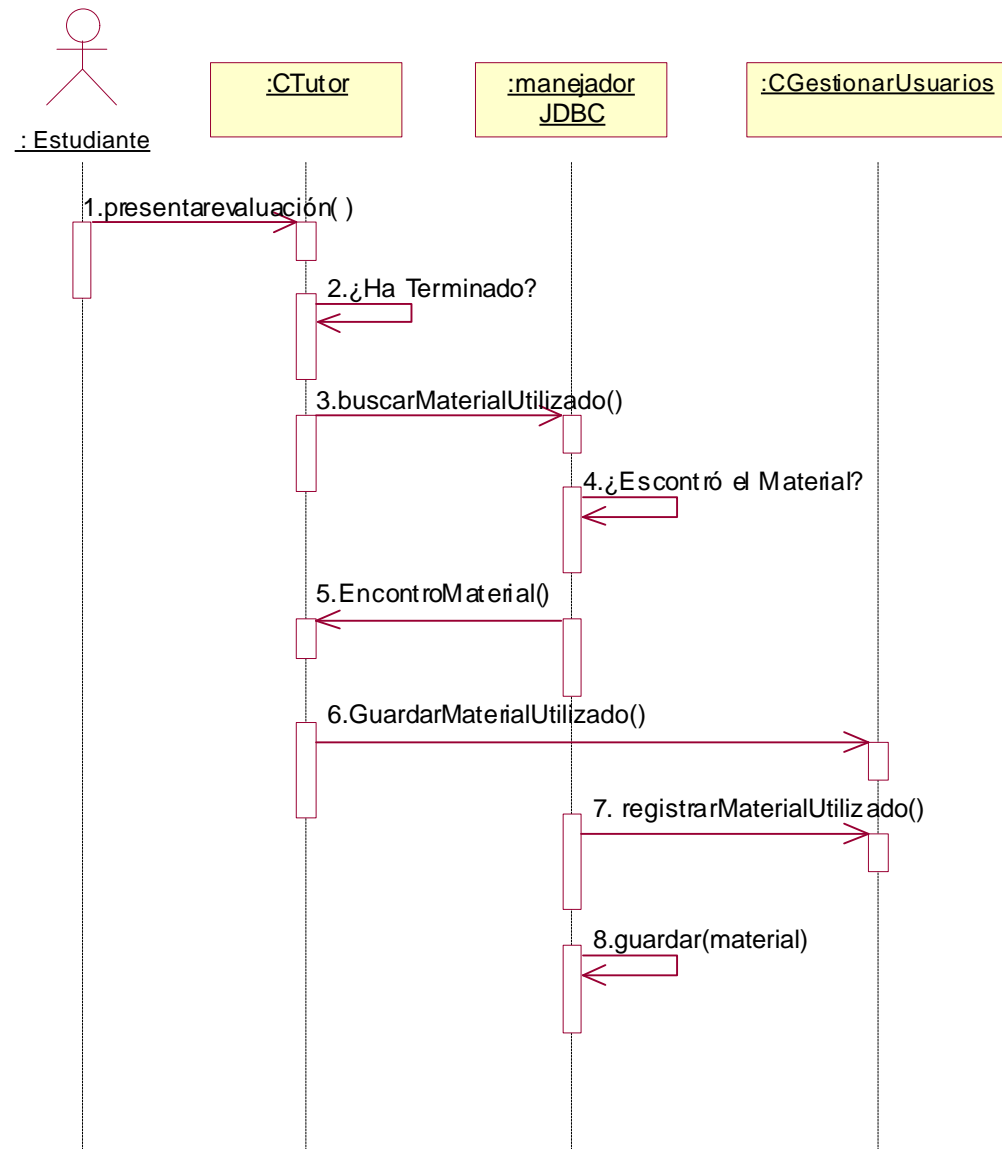 : Estudiante
:CTutor
:manejador
JDBC
:CGestionarUsuarios
1.presentarevaluación( )
2.¿Ha Terminado?
3.buscarMaterialUtilizado()
4.¿Escontró el Material?
5.EncontroMaterial()
6.GuardarMaterialUtilizado()
7. registrarMaterialUtilizado()
8.guardar(material)